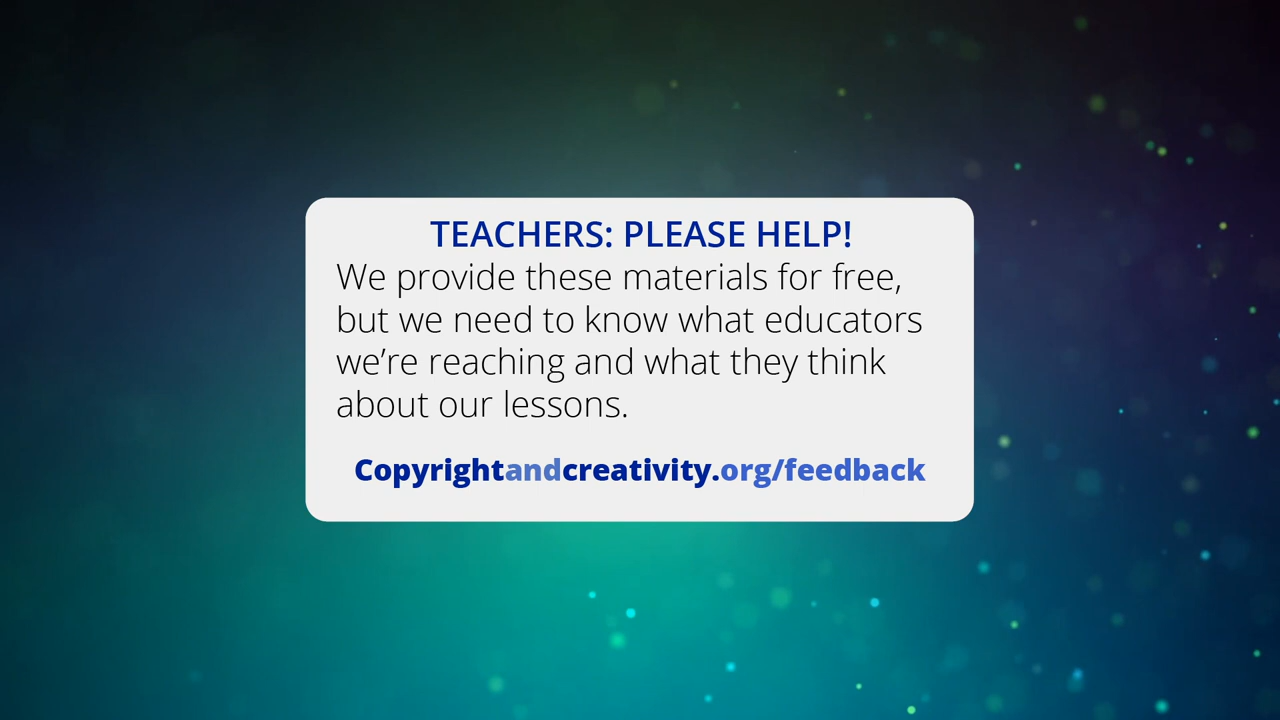 TEACHERS: PLEASE HELP!
We provide these materials for free,
but we need to know what educators
we’re reaching and what they think
about our lessons.
Copyrightandcreativity.org/feedback